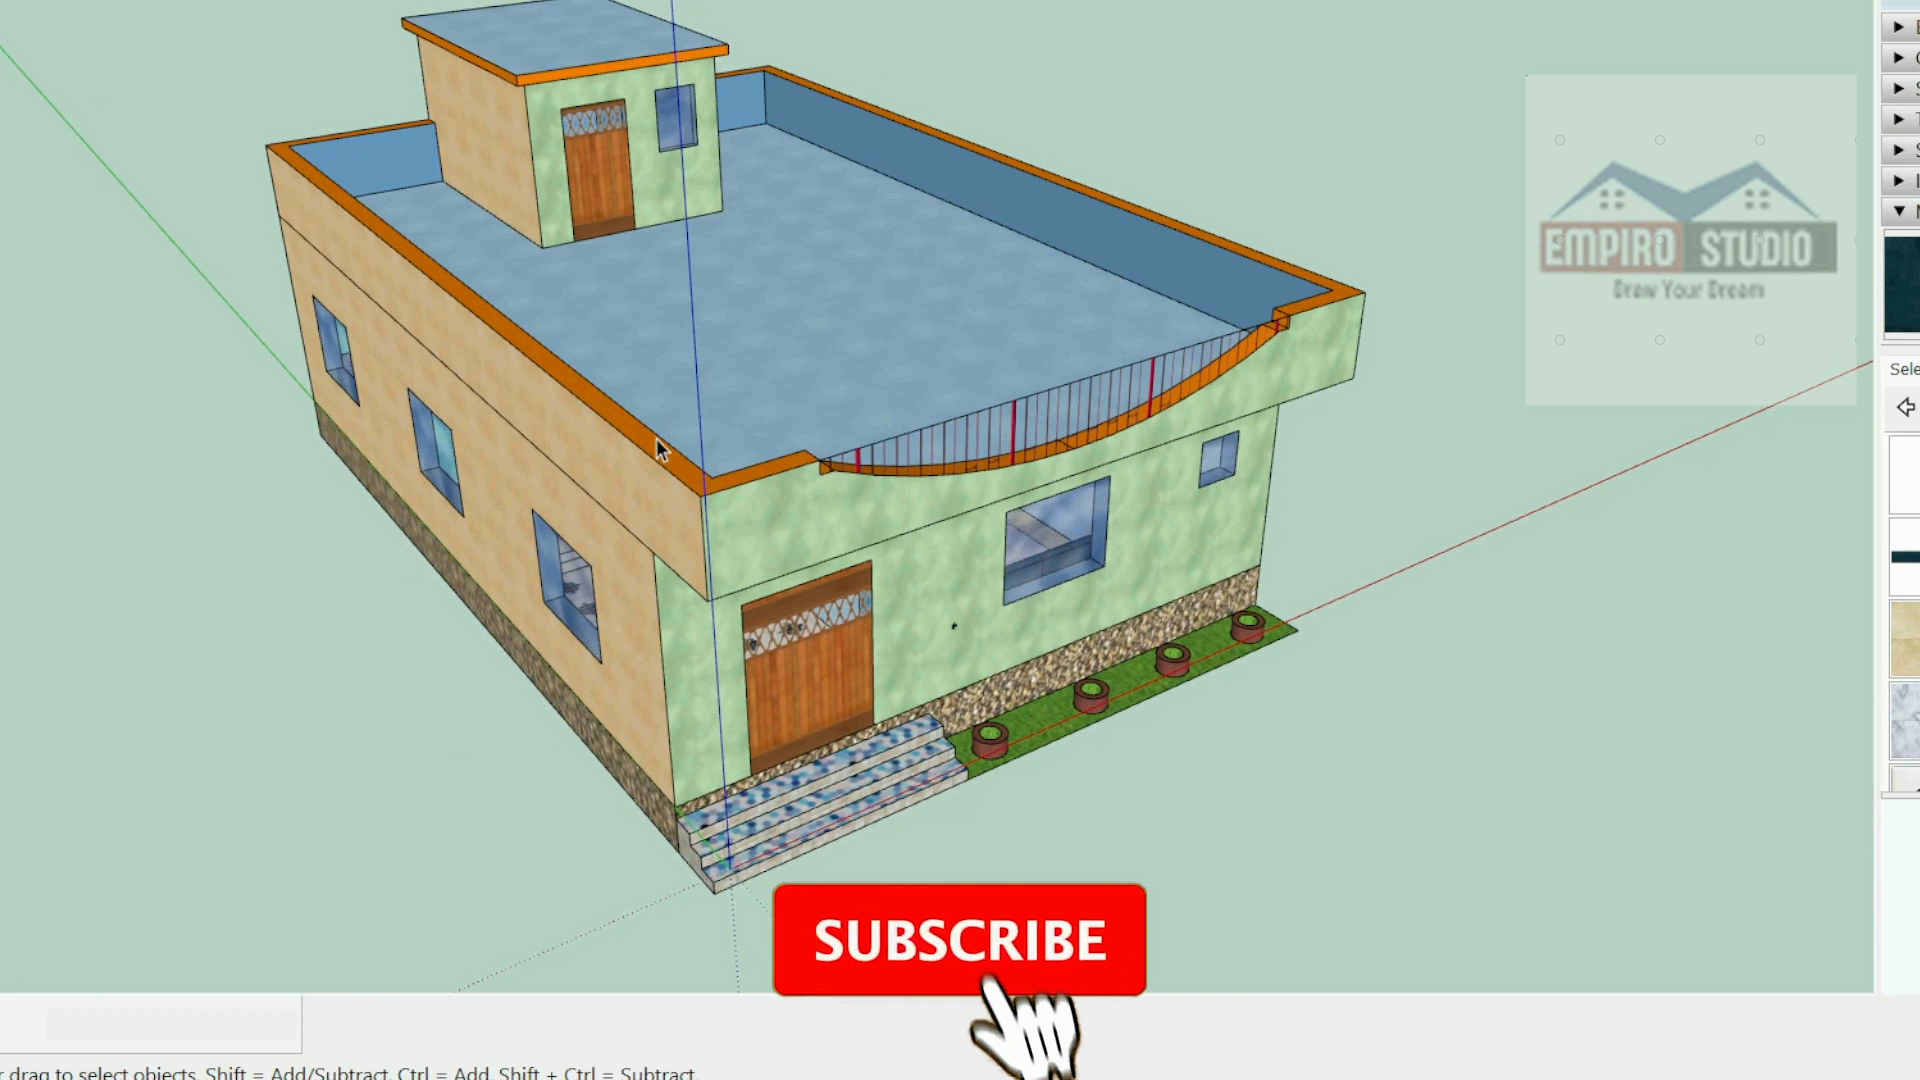 EMPIRO STUDIO
Draw Your Dream
Sele
SUBSCRIBE
drag to select objects. Shift = Add/Subtract. Ctrl = Add. Shift + Ctrl = Subtract.